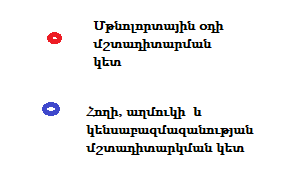 Մթնոլորտային օդի
մշտադիտարման
կետ
Հողի, աղմուկի և
կենսաբազմազանության
մշտադիտարկման կետ